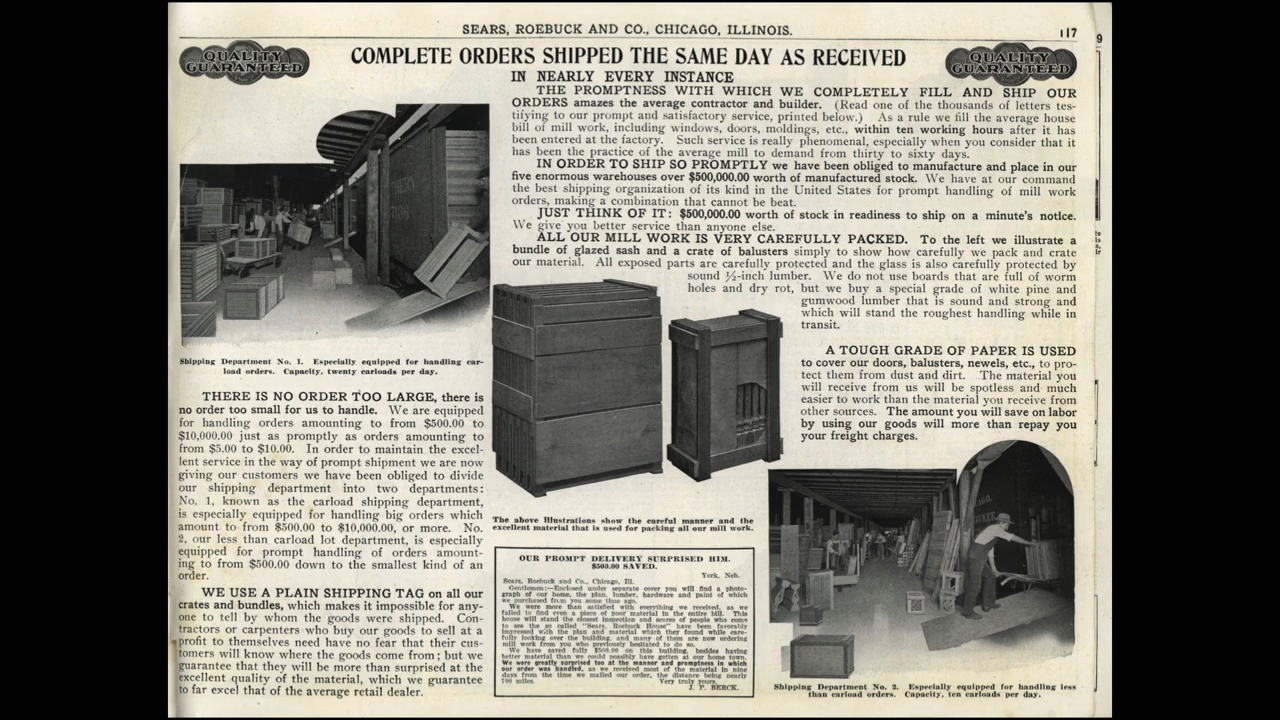 SEARS, ROEBUCK AND CO., CHICAGO, ILLINOIS.
117
9
QUALITY
GUARANTEED
COMPLETE ORDERS SHIPPED THE SAME DAY AS RECEIVED
QUALITY
GUARANTEED
IN NEARLY EVERY INSTANCE
THE PROMPTNESS WITH WHICH WE COMPLETELY FILL AND SHIP OUR
ORDERS amazes the average contractor and builder. (Read one of the thousands of letters tes-
tifying to our prompt and satisfactory service, printed below.) As a rule we fill the average house
bill of mill work, including windows, doors, moldings, etc., within ten working hours after it has
been entered at the factory. Such service is really phenomenal, especially when you consider that it
has been the practice of the average mill to demand from thirty to sixty days.
IN ORDER TO SHIP SO PROMPTLY we have been obliged to manufacture and place in our
five enormous warehouses over $500,000.00 worth of manufactured stock. We have at our command
the best shipping organization of its kind in the United States for prompt handling of mill work
orders, making a combination that cannot be beat.
JUST THINK OF IT: $500,000.00 worth of stock in readiness to ship on a minute's notice.
We give you better service than anyone else.
ALL OUR MILL WORK IS VERY CAREFULLY PACKED. To the left we illustrate a
bundle of glazed sash and a crate of balusters simply to show how carefully we pack and crate
our material. All exposed parts are carefully protected and the glass is also carefully protected by
sound ½-inch lumber. We do not use boards that are full of worm
holes and dry rot, but we buy a special grade of white pine and
gumwood lumber that is sound and strong and
which will stand the roughest handling while in
transit.
A TOUGH GRADE OF PAPER IS USED
to cover our doors, balusters, newels, etc., to pro-
tect them from dust and dirt. The material you
will receive from us will be spotless and much
easier to work than the material you receive from
other sources. The amount you will save on labor
by using our goods will more than repay you
your freight charges.
Shipping Department No. 1. Especially equipped for handling car-
load orders. Capacity, twenty carloads per day.
THERE IS NO ORDER TOO LARGE, there is
no order too small for us to handle. We are equipped
for handling orders amounting to from $500.00 to
$10,000.00 just as promptly as orders amounting to
from $5.00 to $10.00. In order to maintain the excel-
lent service in the way of prompt shipment we are now
giving our customers we have been obliged to divide
our shipping department into two departments:
No. 1, known as the carload shipping department,
is especially equipped for handling big orders which
amount to from $500.00 to $10,000.00, or more. No.
2, our less than carload lot department, is especially
equipped for prompt handling of orders amount-
ing to from $500.00 down to the smallest kind of an
order.
WE USE A PLAIN SHIPPING TAG on all our
crates and bundles, which makes it impossible for any-
one to tell by whom the goods were shipped. Con-
tractors or carpenters who buy our goods to sell at a
profit to themselves need have no fear that their cus-
tomers will know where the goods come from; but we
guarantee that they will be more than surprised at the
excellent quality of the material, which we guarantee
to far excel that of the average retail dealer.
The above illustrations show the careful manner and the
excellent material that is used for packing all our mill work.
OUR PROMPT DELIVERY SURPRISED HIM.
$503.00 SAVED.
York, Neb.
Sears, Roebuck and Co., Chicago, Ill.
Gentlemen:—Enclosed under separate cover you will find a photo-
graph of our home, the plan, lumber, hardware and paint of which
we purchased from you some time ago.
We were more than satisfied with everything we received, as we
failed to find even a piece of poor material in the entire bill. This
house will stand the closest inspection and scores of people who come
to see the so called "Sears, Roebuck House" have been favorably
impressed with the plan and material which they found while care-
fully looking over the building, and many of them are now ordering
mill work from you who previously hesitated to do so.
We have saved fully $500.00 on this building, besides having
better material than we could possibly have gotten at our home town.
We were greatly surprised too at the manner and promptness in which
our order was handled, as we received most of the material in nine
days from the time we mailed our order, the distance being nearly
700 miles. Very truly yours,
J. P. BERCK.
Shipping Department No. 2. Especially equipped for handling less
than carload orders. Capacity, ten carloads per day.